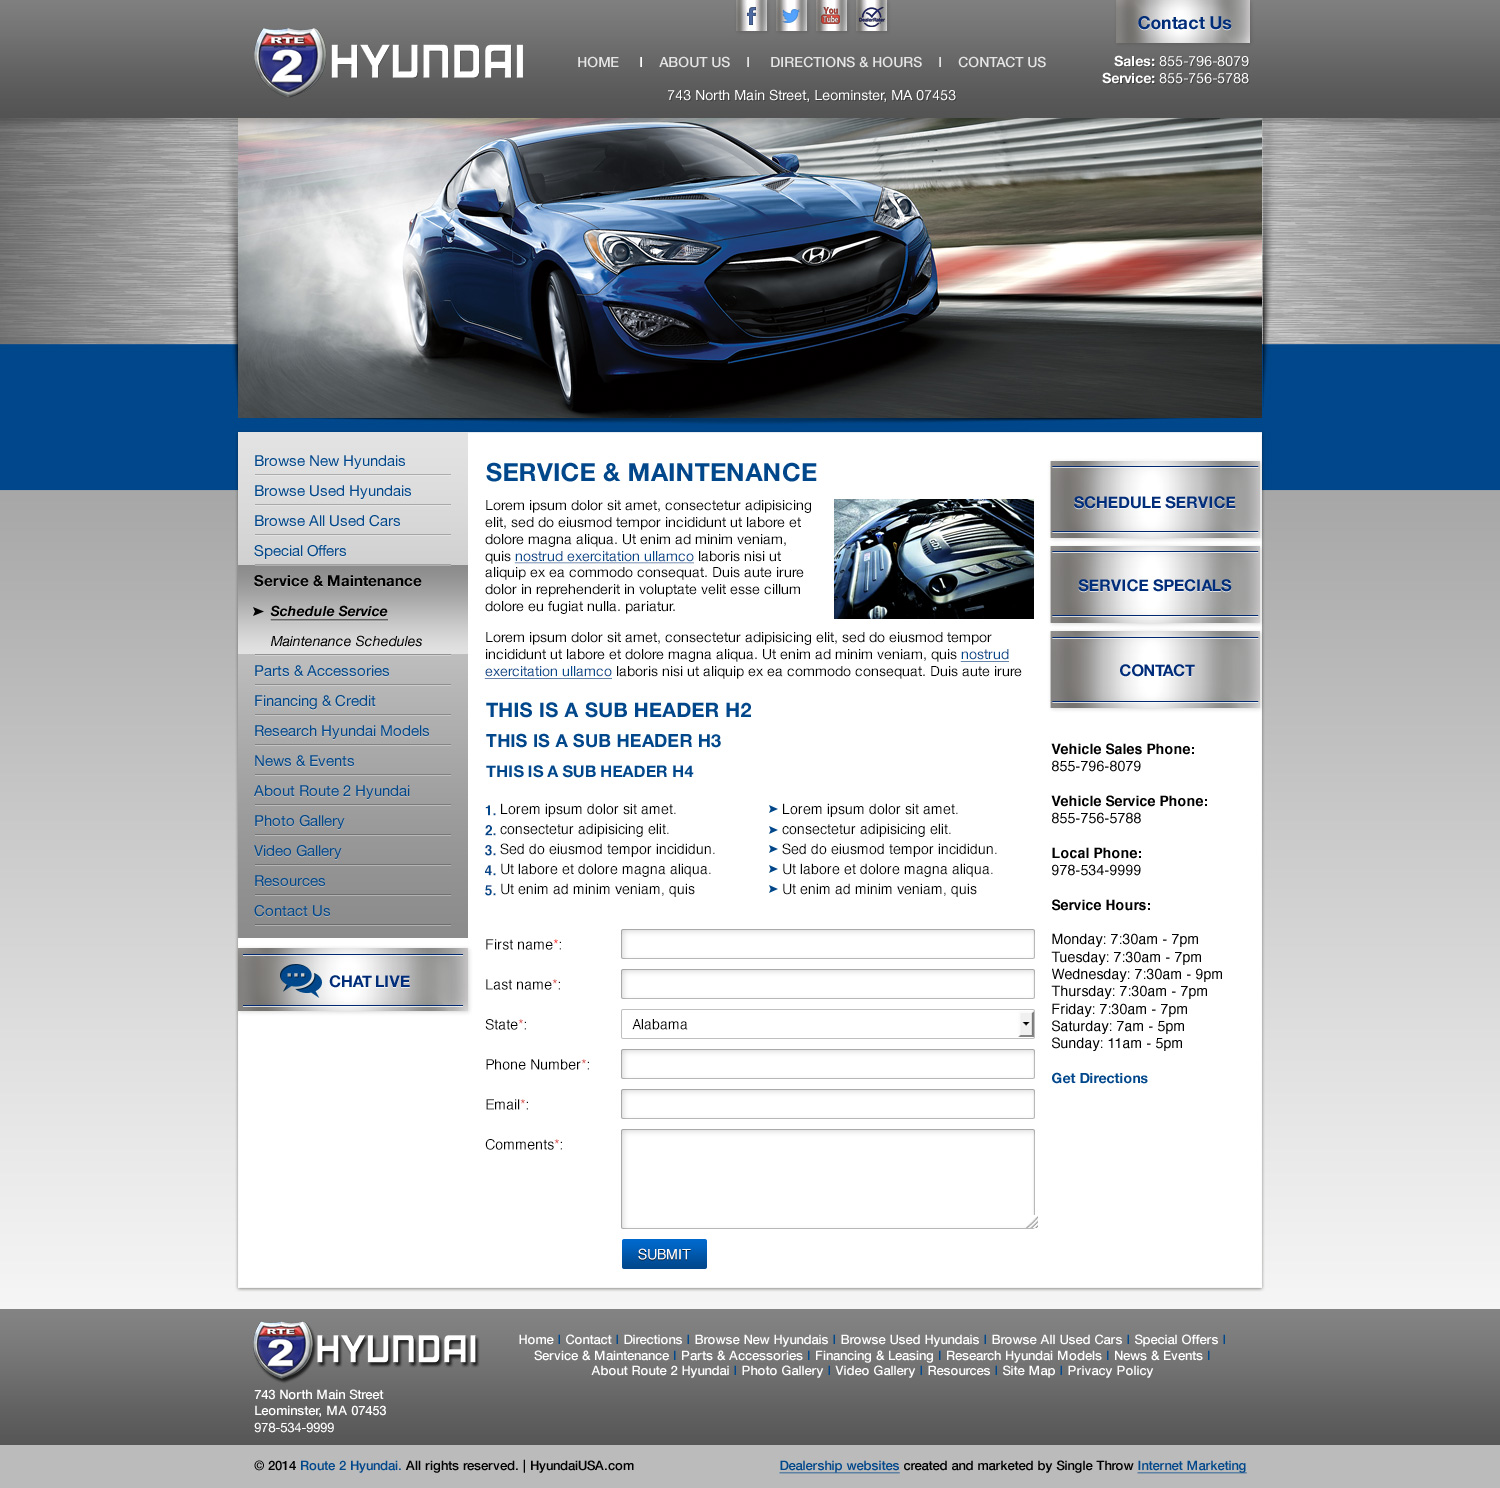 RTE
2 HYUNDAI
f
You
Tube
DealerRater
Contact Us
HOME | ABOUT US | DIRECTIONS & HOURS | CONTACT US
Sales: 855-796-8079
Service: 855-756-5788
743 North Main Street, Leominster, MA 07453
Browse New Hyundais
Browse Used Hyundais
Browse All Used Cars
Special Offers
Service & Maintenance
➤ Schedule Service
Maintenance Schedules
Parts & Accessories
Financing & Credit
Research Hyundai Models
News & Events
About Route 2 Hyundai
Photo Gallery
Video Gallery
Resources
Contact Us
CHAT LIVE
SERVICE & MAINTENANCE
Lorem ipsum dolor sit amet, consectetur adipisicing
elit, sed do eiusmod tempor incididunt ut labore et
dolore magna aliqua. Ut enim ad minim veniam,
quis nostrud exercitation ullamco laboris nisi ut
aliquip ex ea commodo consequat. Duis aute irure
dolor in reprehenderit in voluptate velit esse cillum
dolore eu fugiat nulla. pariatur.
Lorem ipsum dolor sit amet, consectetur adipisicing elit, sed do eiusmod tempor
incididunt ut labore et dolore magna aliqua. Ut enim ad minim veniam, quis nostrud
exercitation ullamco laboris nisi ut aliquip ex ea commodo consequat. Duis aute irure
THIS IS A SUB HEADER H2
THIS IS A SUB HEADER H3
THIS IS A SUB HEADER H4
1. Lorem ipsum dolor sit amet.
2. consectetur adipisicing elit.
3. Sed do eiusmod tempor incididun.
4. Ut labore et dolore magna aliqua.
5. Ut enim ad minim veniam, quis
➤ Lorem ipsum dolor sit amet.
➤ consectetur adipisicing elit.
➤ Sed do eiusmod tempor incididun.
➤ Ut labore et dolore magna aliqua.
➤ Ut enim ad minim veniam, quis
First name*:
Last name*:
State*: Alabama
Phone Number*:
Email*:
Comments*:
SUBMIT
SCHEDULE SERVICE
SERVICE SPECIALS
CONTACT
Vehicle Sales Phone:
855-796-8079
Vehicle Service Phone:
855-756-5788
Local Phone:
978-534-9999
Service Hours:
Monday: 7:30am - 7pm
Tuesday: 7:30am - 7pm
Wednesday: 7:30am - 9pm
Thursday: 7:30am - 7pm
Friday: 7:30am - 7pm
Saturday: 7am - 5pm
Sunday: 11am - 5pm
Get Directions
RTE
2 HYUNDAI
743 North Main Street
Leominster, MA 07453
978-534-9999
Home | Contact | Directions | Browse New Hyundais | Browse Used Hyundais | Browse All Used Cars | Special Offers |
Service & Maintenance | Parts & Accessories | Financing & Leasing | Research Hyundai Models | News & Events |
About Route 2 Hyundai | Photo Gallery | Video Gallery | Resources | Site Map | Privacy Policy
© 2014 Route 2 Hyundai. All rights reserved. | HyundaiUSA.com
Dealership websites created and marketed by Single Throw Internet Marketing